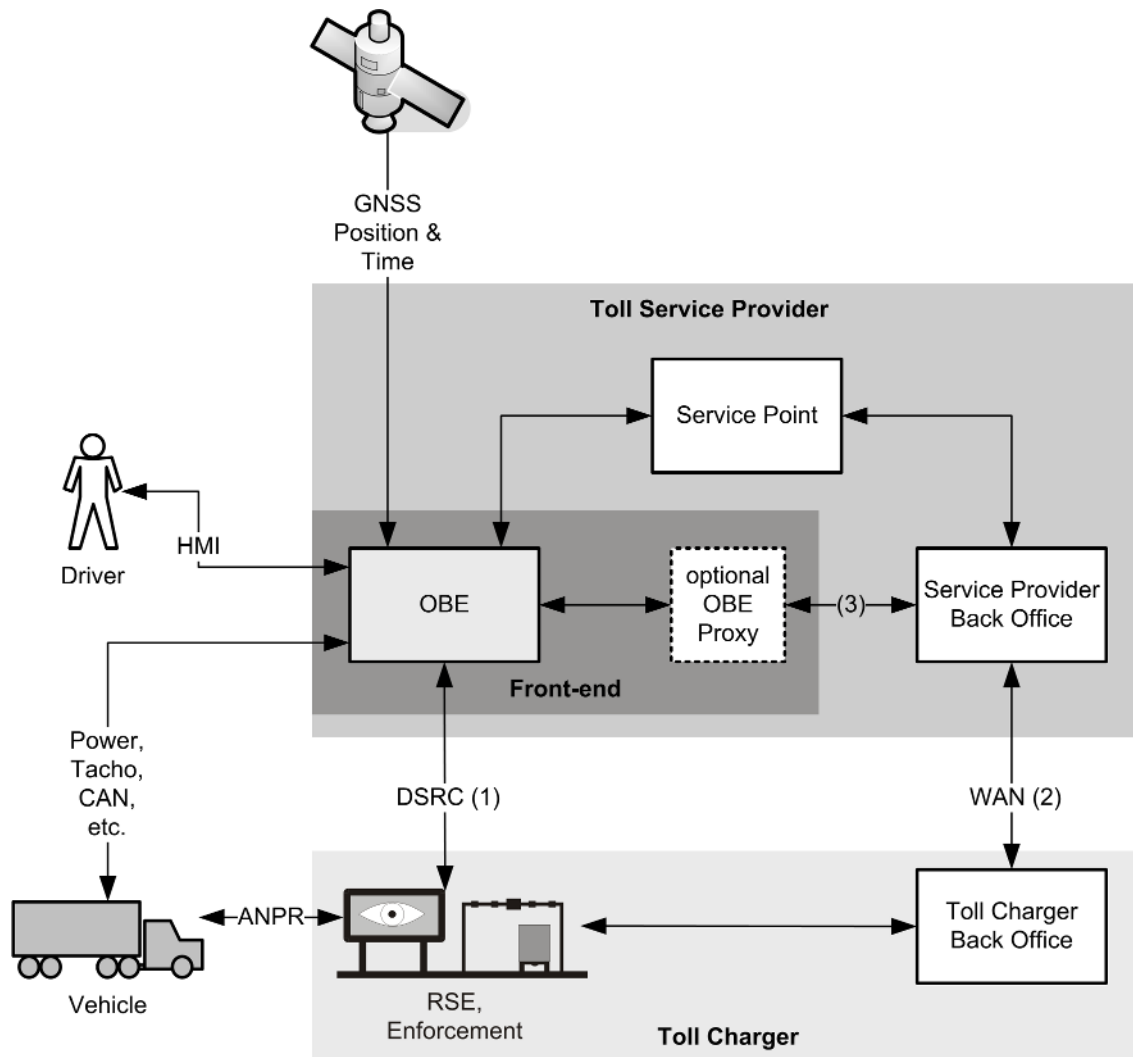 GNSS
Position &
Time
Toll Service Provider
Service Point
HMI
Driver
OBE
optional
OBE
Proxy
(3)
Service Provider
Back Office
Front-end
Power,
Tacho,
CAN,
etc.
DSRC (1)
WAN (2)
ANPR
Toll Charger
Back Office
Vehicle
RSE,
Enforcement
Toll Charger